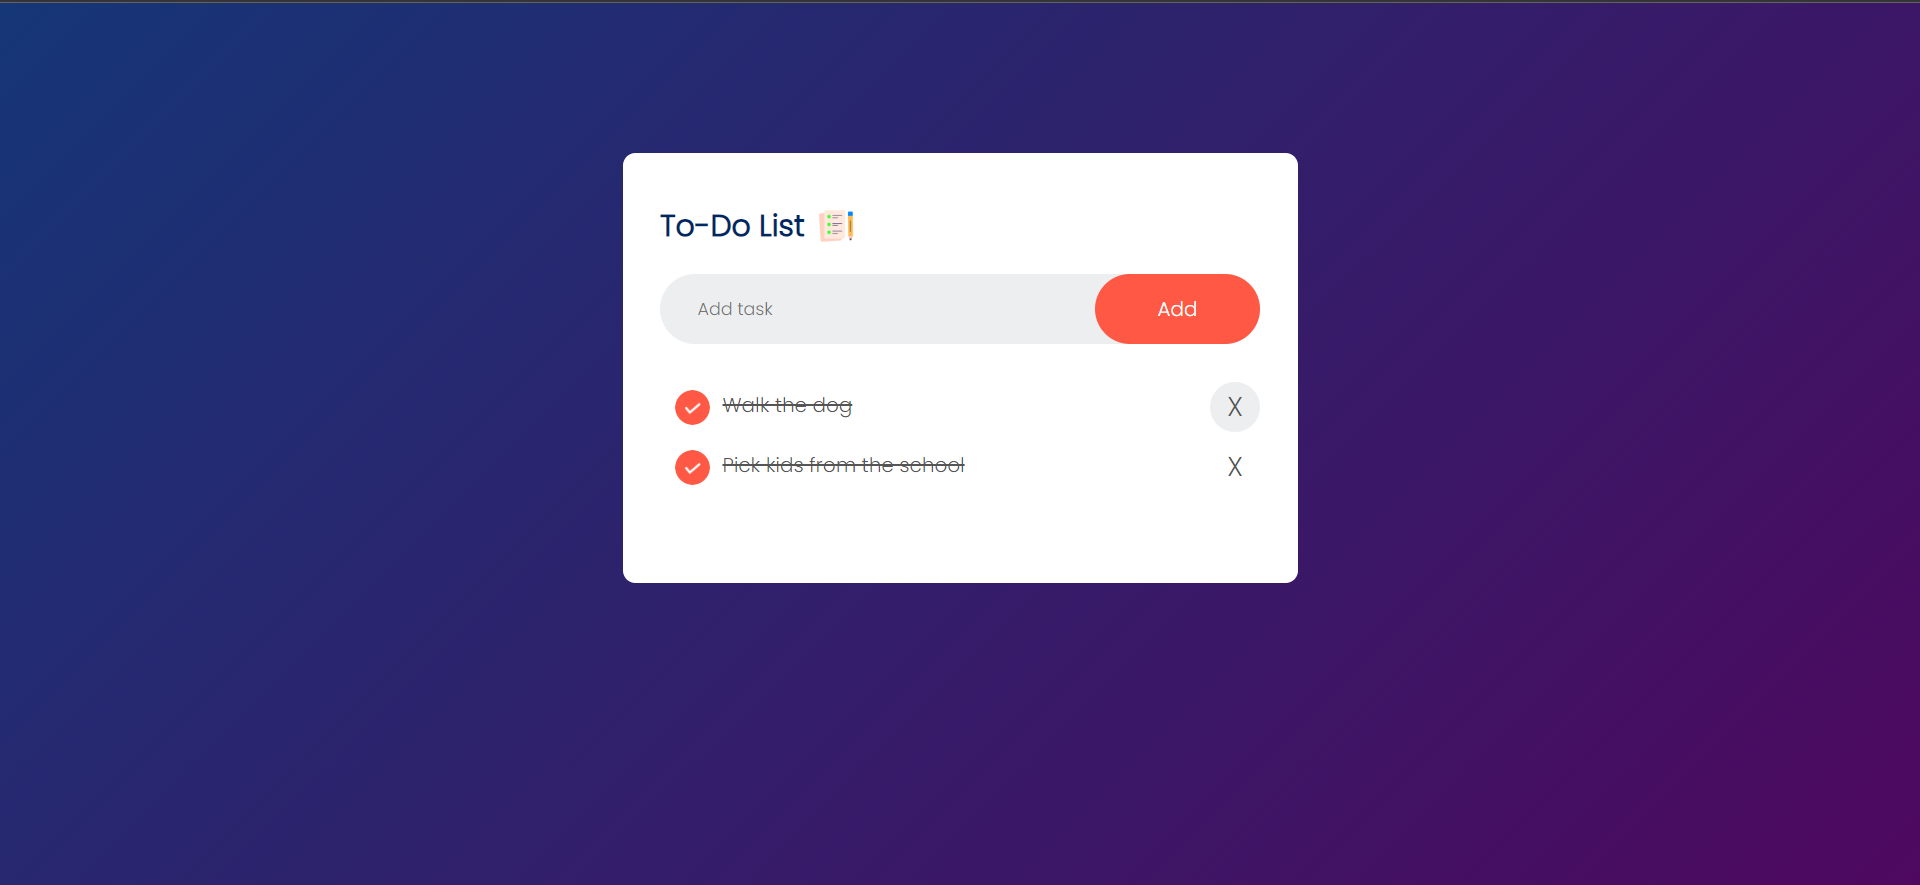 To-Do List
Add task
Add
Walk the dog
X
Pick kids from the school
X